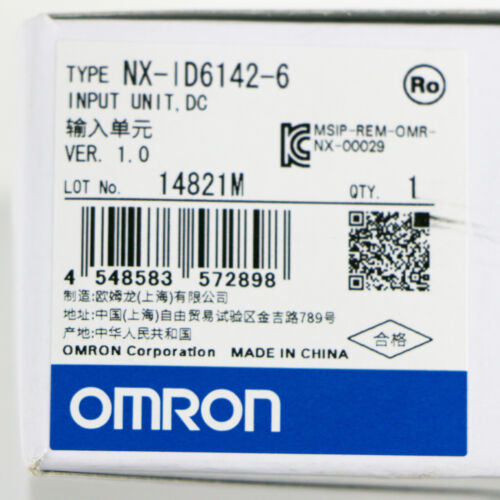 TYPE NX-ID6142-6
Ro
INPUT UNIT, DC
输入单元
MSIP-REM-OMR-
NX-00029
VER. 1.0
LOT No. 14821M
QTY. 1
4 548583 572898
制造:欧姆龙(上海)有限公司
地址:中国(上海)自由贸易试验区金吉路789号
产地:中华人民共和国
合格
OMRON Corporation MADE IN CHINA
OMRON